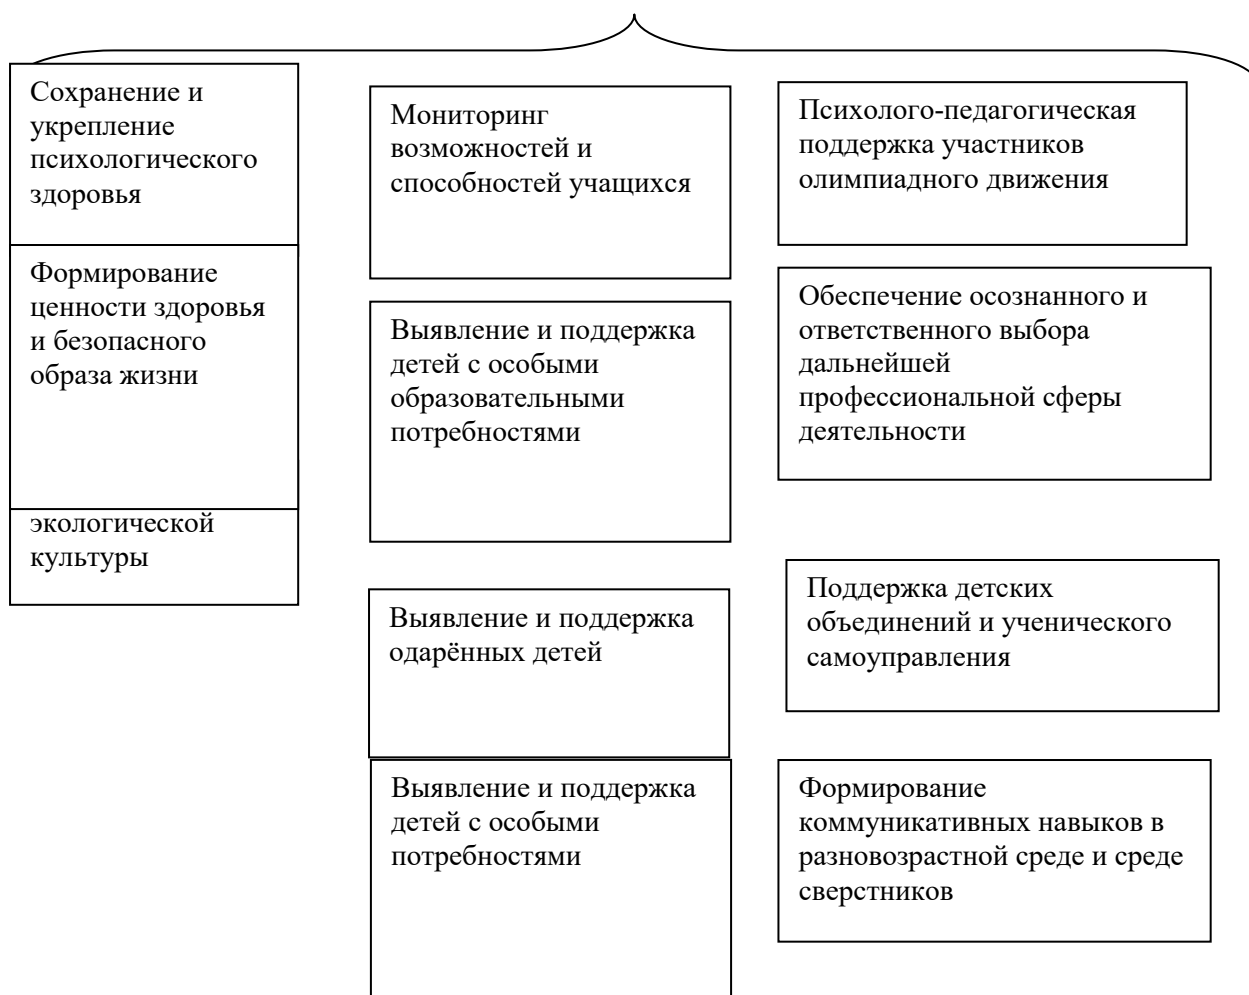 Сохранение и
укрепление
психологического
здоровья
Формирование
ценности здоровья
и безопасного
образа жизни
экологической
культуры
Мониторинг
возможностей и
способностей учащихся
Выявление и поддержка
детей с особыми
образовательными
потребностями
Выявление и поддержка
одарённых детей
Выявление и поддержка
детей с особыми
потребностями
Психолого-педагогическая
поддержка участников
олимпиадного движения
Обеспечение осознанного и
ответственного выбора
дальнейшей
профессиональной сферы
деятельности
Поддержка детских
объединений и ученического
самоуправления
Формирование
коммуникативных навыков в
разновозрастной среде и среде
сверстников